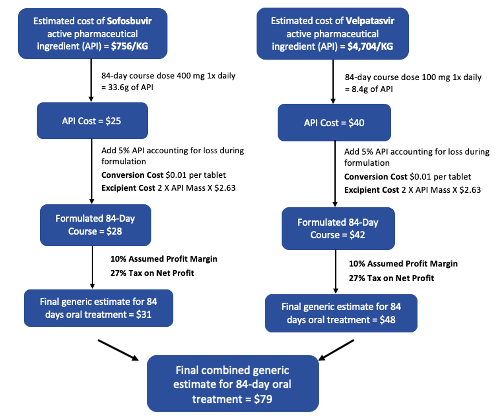 Estimated cost of Sofosbuvir
active pharmaceutical
ingredient (API) = $756/KG
84-day course dose 400 mg 1x daily
= 33.6g of API
API Cost = $25
Add 5% API accounting for loss during
formulation
Conversion Cost $0.01 per tablet
Excipient Cost 2 X API Mass X $2.63
Formulated 84-Day
Course = $28
10% Assumed Profit Margin
27% Tax on Net Profit
Final generic estimate for 84
days oral treatment = $31
Estimated cost of Velpatasvir
active pharmaceutical
ingredient (API) = $4,704/KG
84-day course dose 100 mg 1x daily
= 8.4g of API
API Cost = $40
Add 5% API accounting for loss during
formulation
Conversion Cost $0.01 per tablet
Excipient Cost 2 X API Mass X $2.63
Formulated 84-Day
Course = $42
10% Assumed Profit Margin
27% Tax on Net Profit
Final generic estimate for 84
days oral treatment = $48
Final combined generic
estimate for 84-day oral
treatment = $79